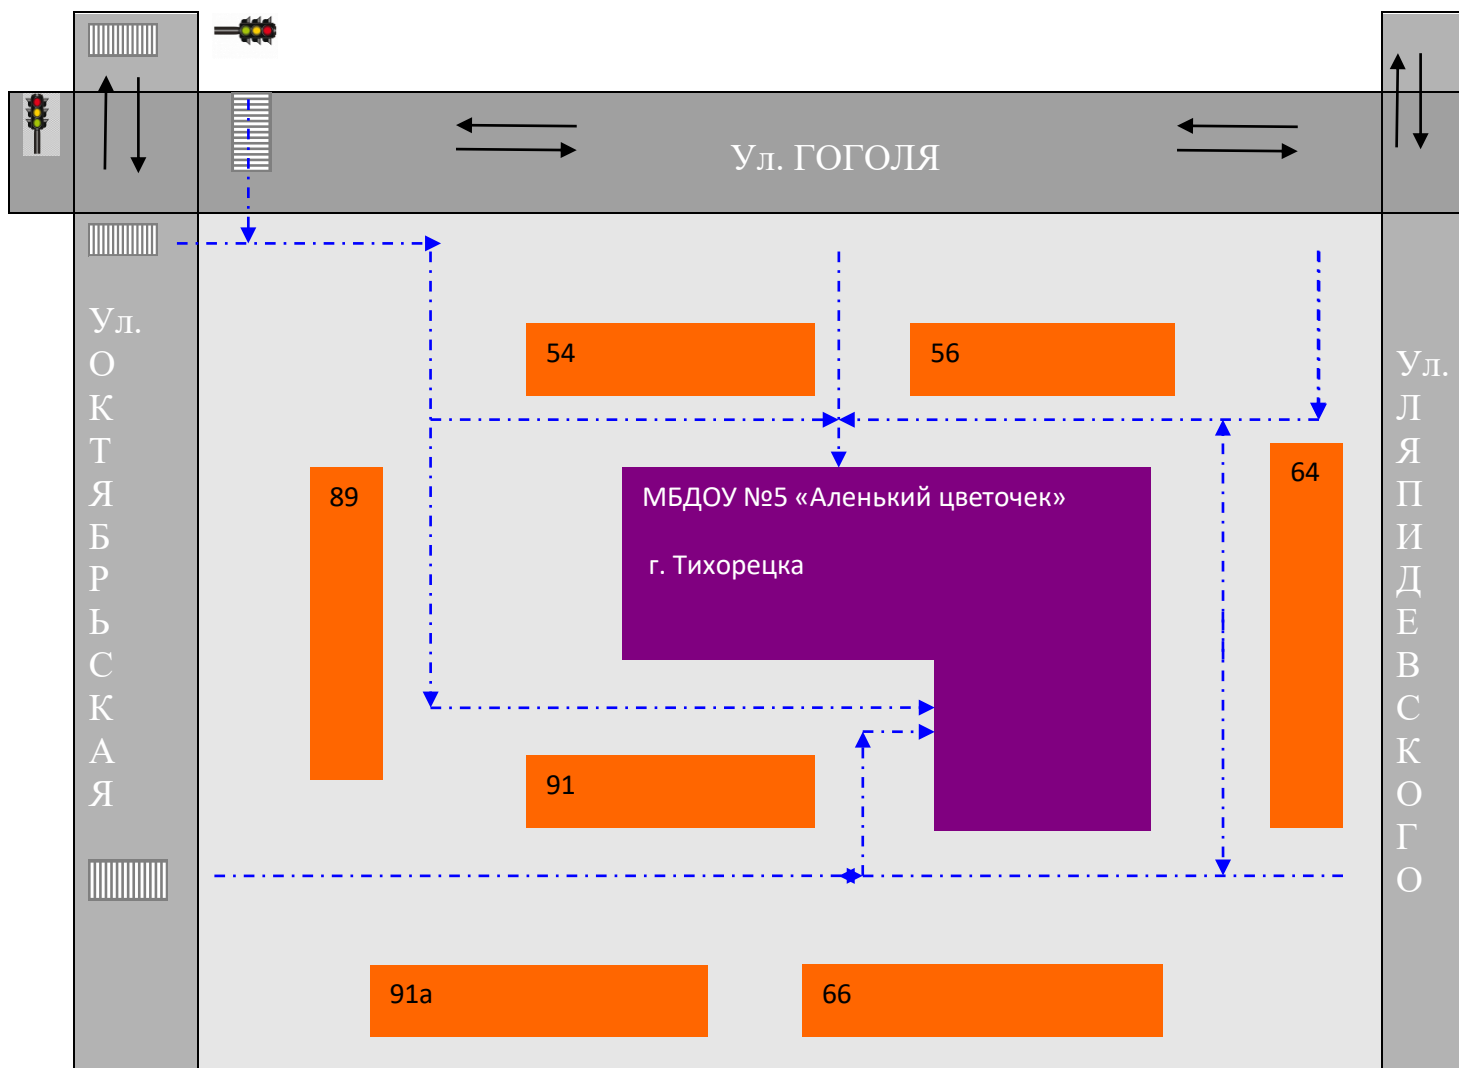 Ул. ГОГОЛЯ
Ул.
О
К
Т
Я
Б
Р
Ь
С
К
А
Я
54
56
89
МБДОУ №5 «Аленький цветочек»
г. Тихорецка
64
Ул.
Л
Я
П
И
Д
Е
В
С
К
О
Г
О
91
91а
66